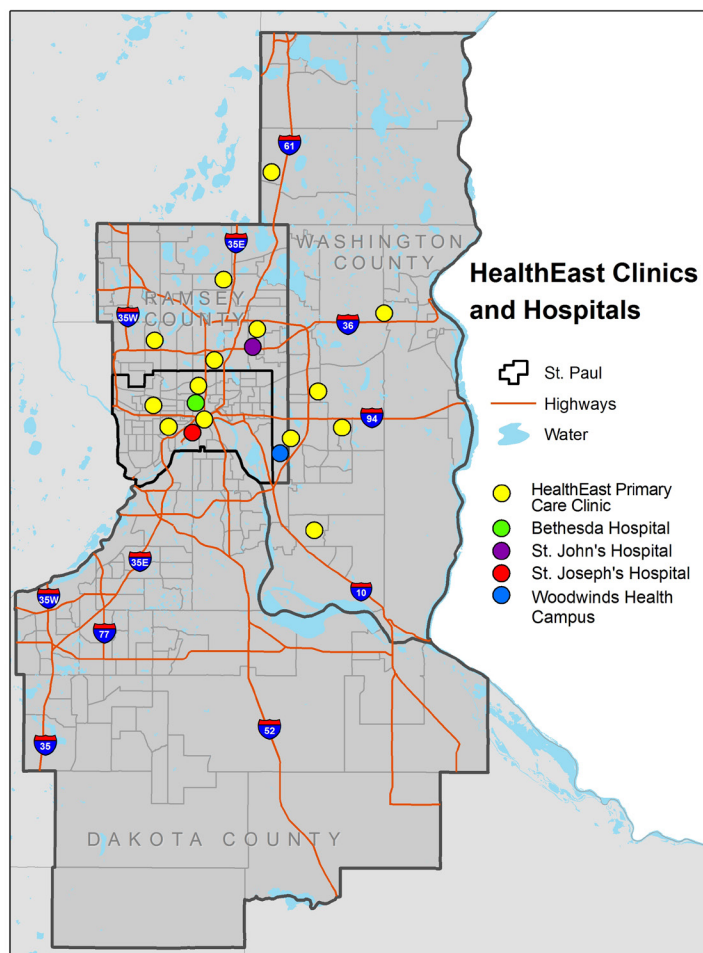 61
35E
WASHINGTON
COUNTY
HealthEast Clinics
and Hospitals
RAMSEY
COUNTY
35W
36
St. Paul
Highways
Water
94
HealthEast Primary
Care Clinic
Bethesda Hospital
St. John's Hospital
St. Joseph's Hospital
Woodwinds Health
Campus
35E
35W
10
77
52
35
DAKOTA COUNTY